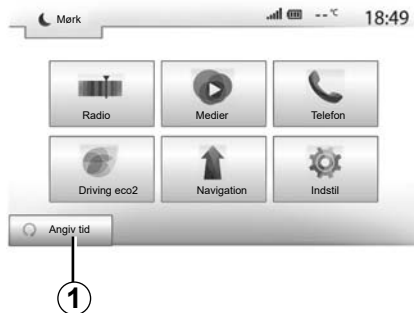 Mørk
--°C 18:49
Radio Medier Telefon
Driving eco2 Navigation Indstil
Angiv tid
1